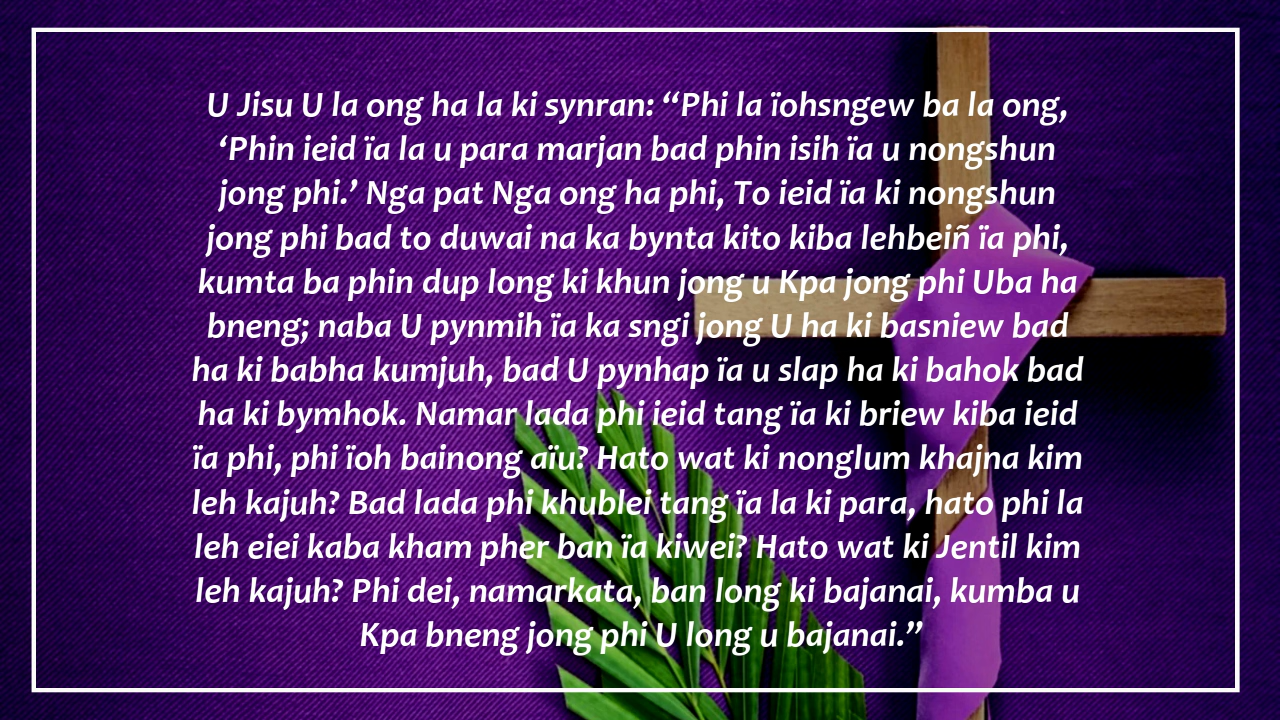 U Jisu U la ong ha la ki synran: “Phi la ïohsngew ba la ong,
‘Phin ieid ïa la u para marjan bad phin isih ïa u nongshun
jong phi.’ Nga pat Nga ong ha phi, To ieid ïa ki nongshun
jong phi bad to duwai na ka bynta kito kiba lehbeiñ ïa phi,
kumta ba phin dup long ki khun jong u Kpa jong phi Uba ha
bneng; naba U pynmih ïa ka sngi jong U ha ki basniew bad
ha ki babha kumjuh, bad U pynhap ïa u slap ha ki bahok bad
ha ki bymhok. Namar lada phi ieid tang ïa ki briew kiba ieid
ïa phi, phi ïoh bainong aïu? Hato wat ki nonglum khajna kim
leh kajuh? Bad lada phi khublei tang ïa la ki para, hato phi la
leh eiei kaba kham pher ban ïa kiwei? Hato wat ki Jentil kim
leh kajuh? Phi dei, namarkata, ban long ki bajanai, kumba u
Kpa bneng jong phi U long u bajanai.”